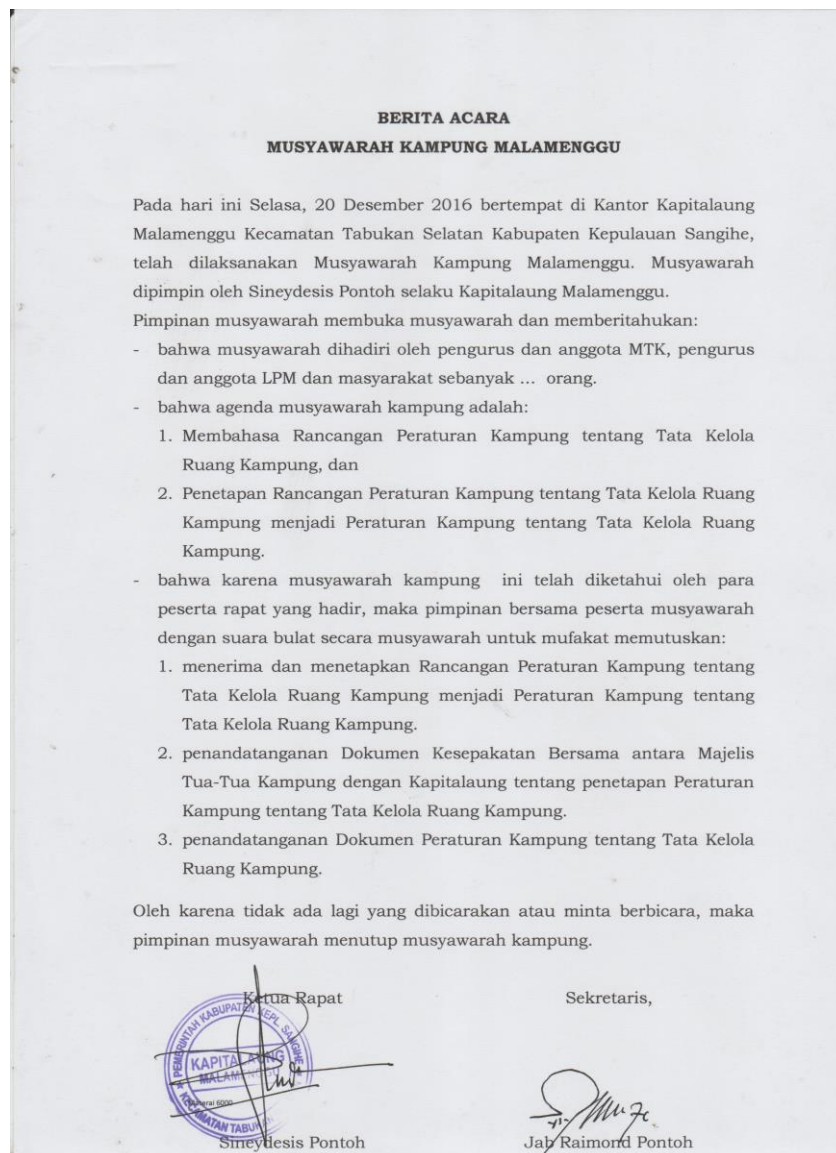 BERITA ACARA
MUSYAWARAH KAMPUNG MALAMENGGU
Pada hari ini Selasa, 20 Desember 2016 bertempat di Kantor Kapitalaung
Malamenggu Kecamatan Tabukan Selatan Kabupaten Kepulauan Sangihe,
telah dilaksanakan Musyawarah Kampung Malamenggu. Musyawarah
dipimpin oleh Sineydesis Pontoh selaku Kapitalaung Malamenggu.
Pimpinan musyawarah membuka musyawarah dan memberitahukan:
- bahwa musyawarah dihadiri oleh pengurus dan anggota MTK, pengurus
dan anggota LPM dan masyarakat sebanyak ... orang.
- bahwa agenda musyawarah kampung adalah:
1. Membahasa Rancangan Peraturan Kampung tentang Tata Kelola
Ruang Kampung, dan
2. Penetapan Rancangan Peraturan Kampung tentang Tata Kelola Ruang
Kampung menjadi Peraturan Kampung tentang Tata Kelola Ruang
Kampung.
- bahwa karena musyawarah kampung ini telah diketahui oleh para
peserta rapat yang hadir, maka pimpinan bersama peserta musyawarah
dengan suara bulat secara musyawarah untuk mufakat memutuskan:
1. menerima dan menetapkan Rancangan Peraturan Kampung tentang
Tata Kelola Ruang Kampung menjadi Peraturan Kampung tentang
Tata Kelola Ruang Kampung.
2. penandatanganan Dokumen Kesepakatan Bersama antara Majelis
Tua-Tua Kampung dengan Kapitalaung tentang penetapan Peraturan
Kampung tentang Tata Kelola Ruang Kampung.
3. penandatanganan Dokumen Peraturan Kampung tentang Tata Kelola
Ruang Kampung.
Oleh karena tidak ada lagi yang dibicarakan atau minta berbicara, maka
pimpinan musyawarah menutup musyawarah kampung.
Ketua Rapat Sekretaris,
PEMERINTAH KABUPATEN KEPL. SANGIHE
KAPITALAUNG
MALAMENGGU
KECAMATAN
Materai 6000
Sineydesis Pontoh Jab Raimond Pontoh